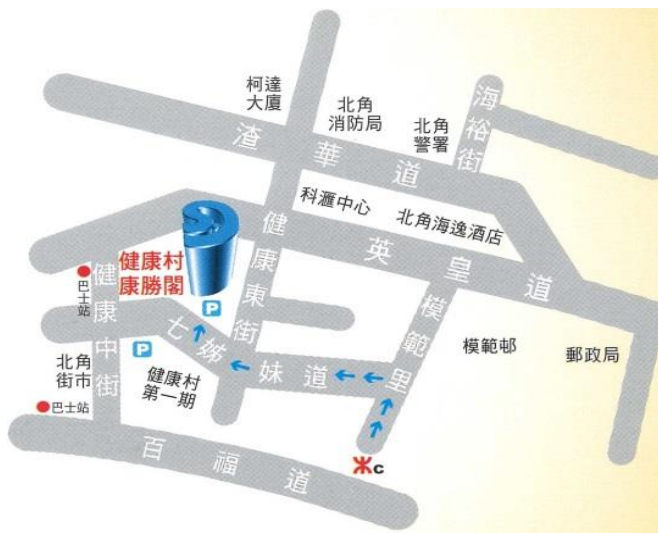 柯達
大廈
北角
消防局
北角
警署
海裕街
渣華道
科滙中心
北角海逸酒店
健康東街
英皇道
健康村
康勝閣
巴士站
健康中街
P
七姊妹道
模範里
模範邨
郵政局
P
北角
街市
健康村
第一期
巴士站
百福道
C